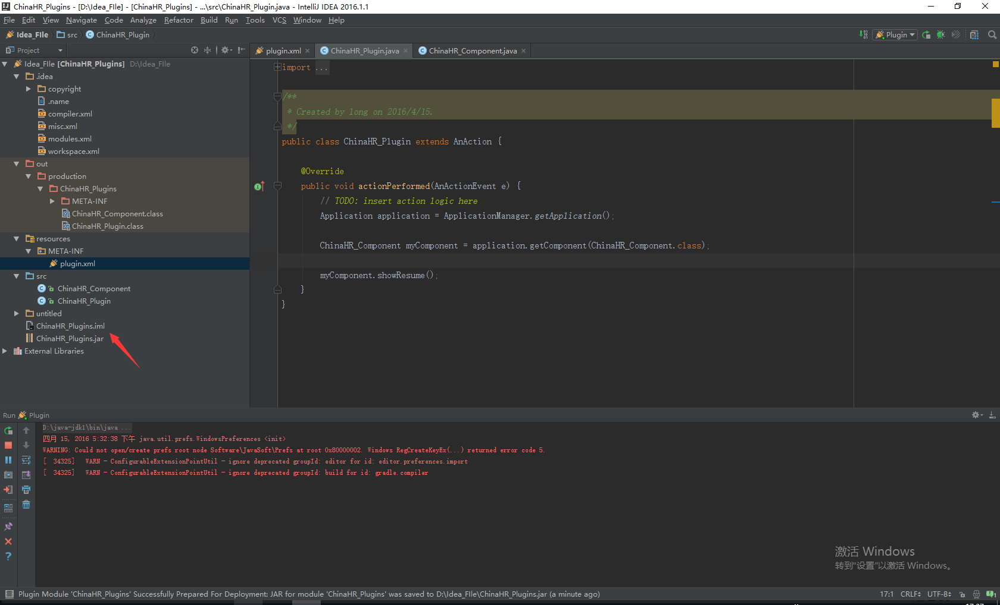 ChinaHR_Plugins - [D:\Idea_FIle] - [ChinaHR_Plugins] - ...\src\ChinaHR_Plugin.java - IntelliJ IDEA 2016.1.1
File Edit View Navigate Code Analyze Refactor Build Run Tools VCS Window Help
Idea_FIle src ChinaHR_Plugin
Plugin
Project
plugin.xml ChinaHR_Plugin.java ChinaHR_Component.java
Idea_FIle [ChinaHR_Plugins] D:\Idea_FIle
.idea
copyright
.name
compiler.xml
misc.xml
modules.xml
workspace.xml
out
production
ChinaHR_Plugins
META-INF
ChinaHR_Component.class
ChinaHR_Plugin.class
resources
META-INF
plugin.xml
src
ChinaHR_Component
ChinaHR_Plugin
untitled
ChinaHR_Plugins.iml
ChinaHR_Plugins.jar
External Libraries
import ...
/**
* Created by long on 2016/4/15.
*/
public class ChinaHR_Plugin extends AnAction {
@Override
public void actionPerformed(AnActionEvent e) {
// TODO: insert action logic here
Application application = ApplicationManager.getApplication();
ChinaHR_Component myComponent = application.getComponent(ChinaHR_Component.class);
myComponent.showResume();
}
}
Run Plugin
D:\java-jdk1\bin\java ...
四月 15, 2016 5:32:38 下午 java.util.prefs.WindowsPreferences <init>
WARNING: Could not open/create prefs root node Software\JavaSoft\Prefs at root 0x80000002. Windows RegCreateKeyEx(...) returned error code 5.
[ 34325] WARN - ConfigurableExtensionPointUtil - ignore deprecated groupId: editor for id: editor.preferences.import
[ 34325] WARN - ConfigurableExtensionPointUtil - ignore deprecated groupId: build for id: gradle.compiler
激活 Windows
转到"设置"以激活 Windows。
Plugin Module 'ChinaHR_Plugins' Successfully Prepared For Deployment: JAR for module 'ChinaHR_Plugins' was saved to D:\Idea_FIle\ChinaHR_Plugins.jar (a minute ago)
17:1 CRLF UTF-8